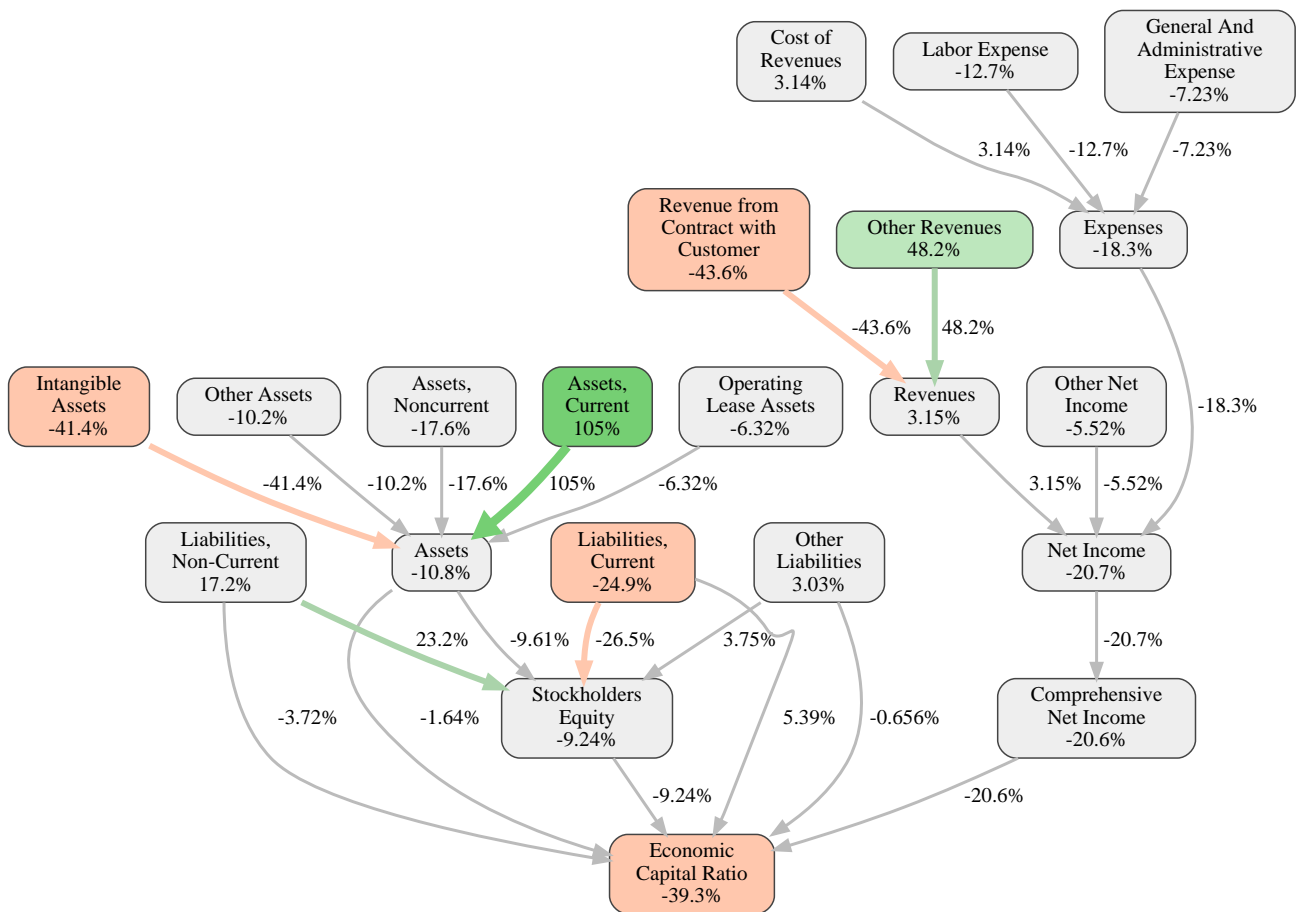 Cost of
Revenues
3.14%
Labor Expense
-12.7%
General And
Administrative
Expense
-7.23%
3.14%
-12.7%
-7.23%
Revenue from
Contract with
Customer
-43.6%
Other Revenues
48.2%
Expenses
-18.3%
-43.6%
48.2%
Intangible
Assets
-41.4%
Other Assets
-10.2%
Assets,
Noncurrent
-17.6%
Assets,
Current
105%
Operating
Lease Assets
-6.32%
Revenues
3.15%
Other Net
Income
-5.52%
-18.3%
-41.4%
-10.2%
-17.6%
105%
-6.32%
3.15%
-5.52%
Liabilities,
Non-Current
17.2%
Assets
-10.8%
Liabilities,
Current
-24.9%
Other
Liabilities
3.03%
Net Income
-20.7%
23.2%
-9.61%
-26.5%
3.75%
-20.7%
Stockholders
Equity
-9.24%
Comprehensive
Net Income
-20.6%
-3.72%
-1.64%
5.39%
-0.656%
-9.24%
-20.6%
Economic
Capital Ratio
-39.3%